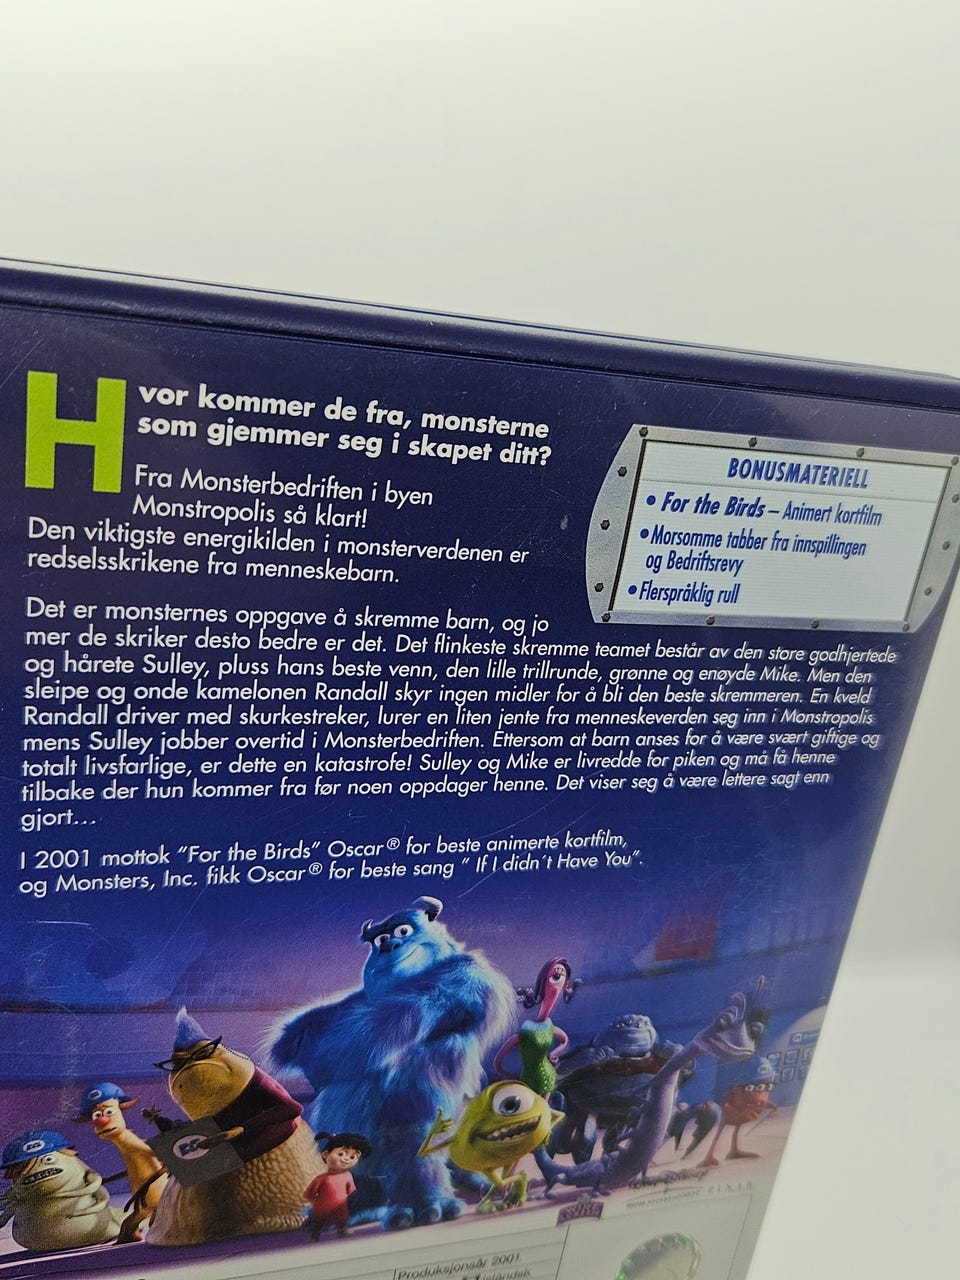 Hvor kommer de fra, monsterne
som gjemmer seg i skapet ditt?
Fra Monsterbedriften i byen
Monstropolis så klart!
Den viktigste energikilden i monsterverdenen er
redselsskrikene fra menneskebarn.
Det er monsternes oppgave å skremme barn, og jo
mer de skriker desto bedre er det. Det flinkeste skremme teamet består av den store godhjertede
og hårete Sulley, pluss hans beste venn, den lille trillrunde, grønne og enøyde Mike. Men den
sleipe og onde kamelonen Randall skyr ingen midler for å bli den beste skremmeren. En kveld
Randall driver med skurkestreker, lurer en liten jente fra menneskeverden seg inn i Monstropolis
mens Sulley jobber overtid i Monsterbedriften. Ettersom at barn anses for å være svært giftige og
totalt livsfarlige, er dette en katastrofe! Sulley og Mike er livredde for piken og må få henne
tilbake der hun kommer fra før noen oppdager henne. Det viser seg å være lettere sagt enn
gjort...
I 2001 mottok "For the Birds" Oscar® for beste animerte kortfilm,
og Monsters, Inc. fikk Oscar® for beste sang " If I didn´t Have You".
BONUSMATERIELL
• For the Birds – Animert kortfilm
• Morsomme tabber fra innspillingen
og Bedriftsrevy
• Flerspråklig rull
Walt Disney
PIXAR
Produksjonsår 2001